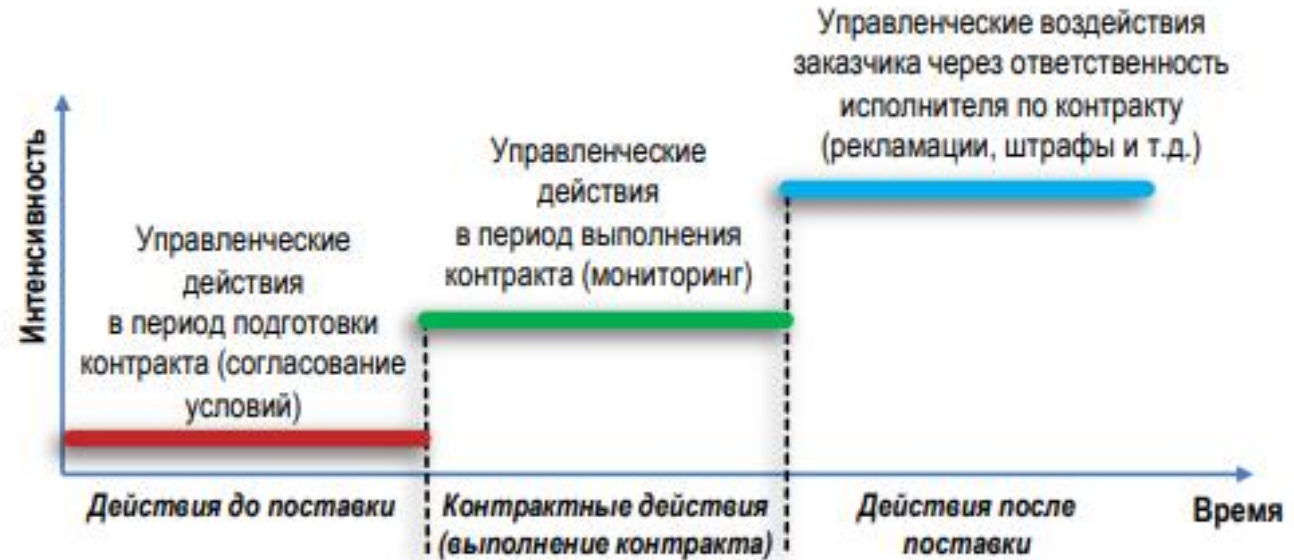 Управленческие воздействия
заказчика через ответственность
исполнителя по контракту
(рекламации, штрафы и т.д.)
Управленческие
действия
в период выполнения
контракта (мониторинг)
Управленческие
действия
в период подготовки
контракта (согласование
условий)
Интенсивность
Действия до поставки
Контрактные действия
(выполнение контракта)
Действия после
поставки
Время